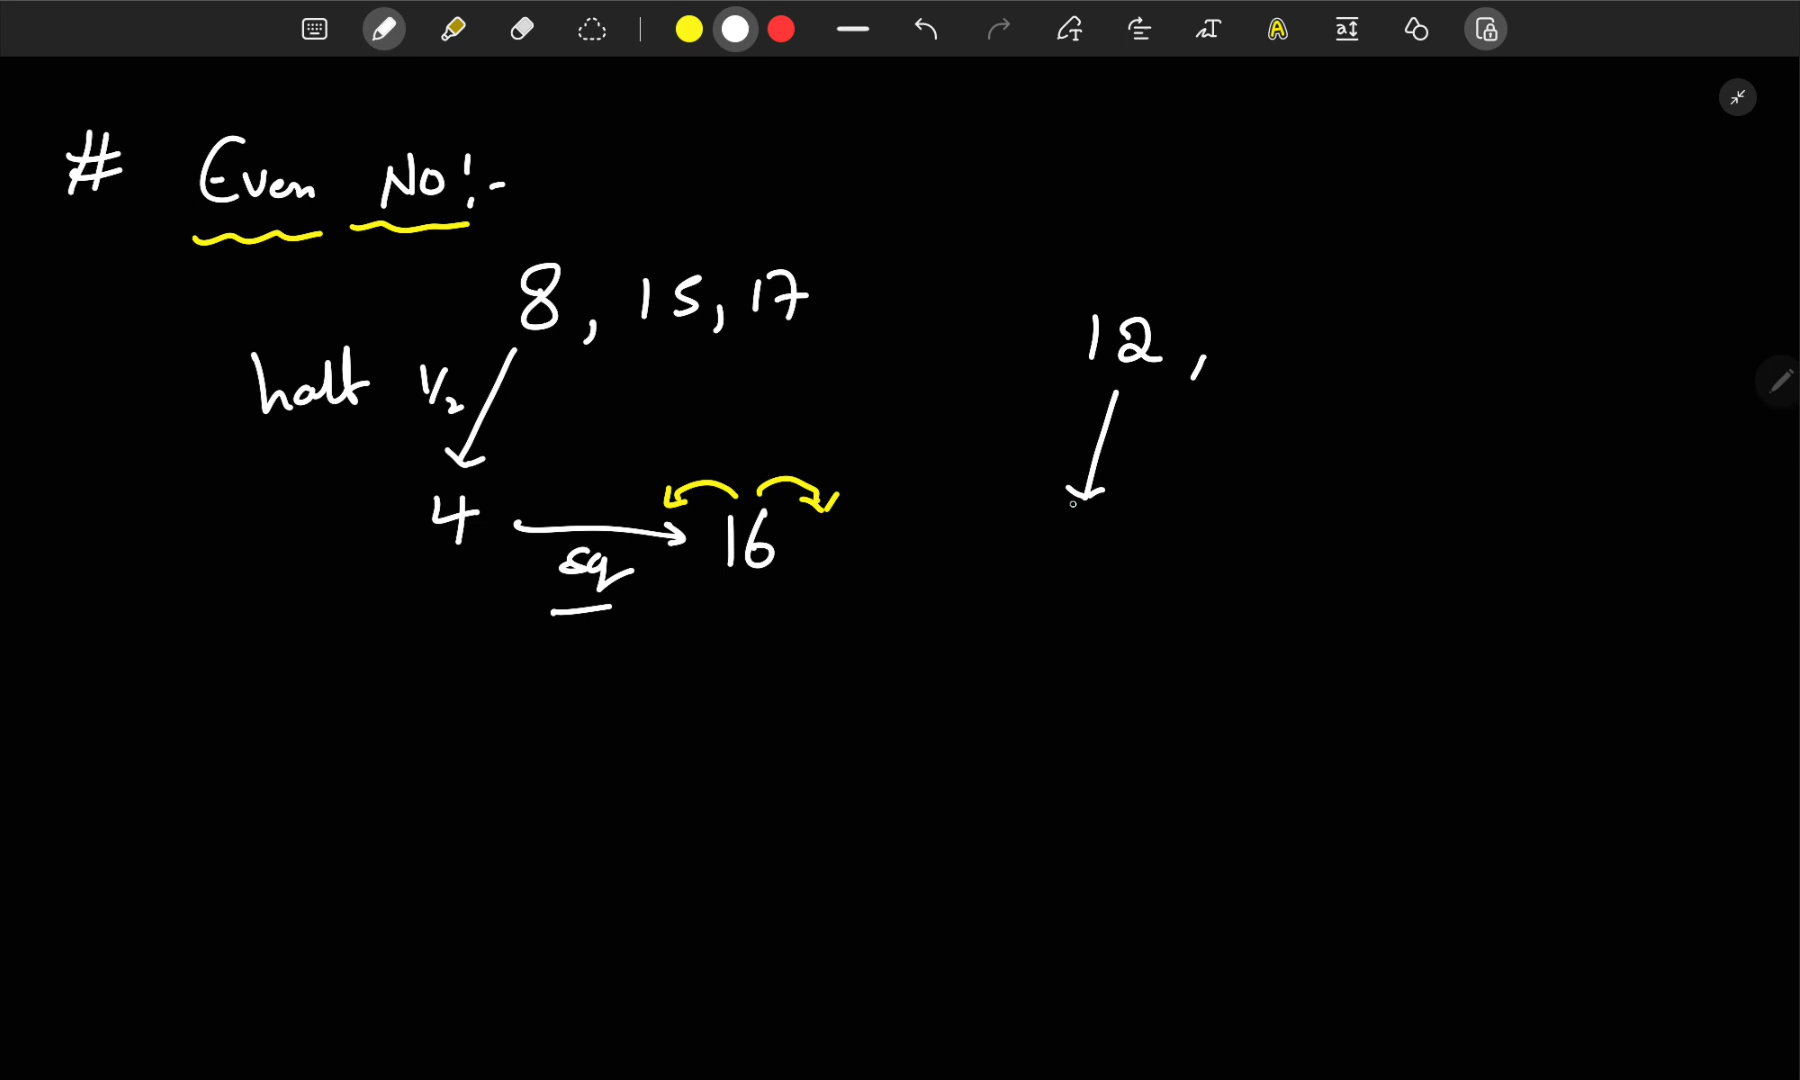 # Even No:-
8, 15, 17
half 1/2
4 sq 16
12,